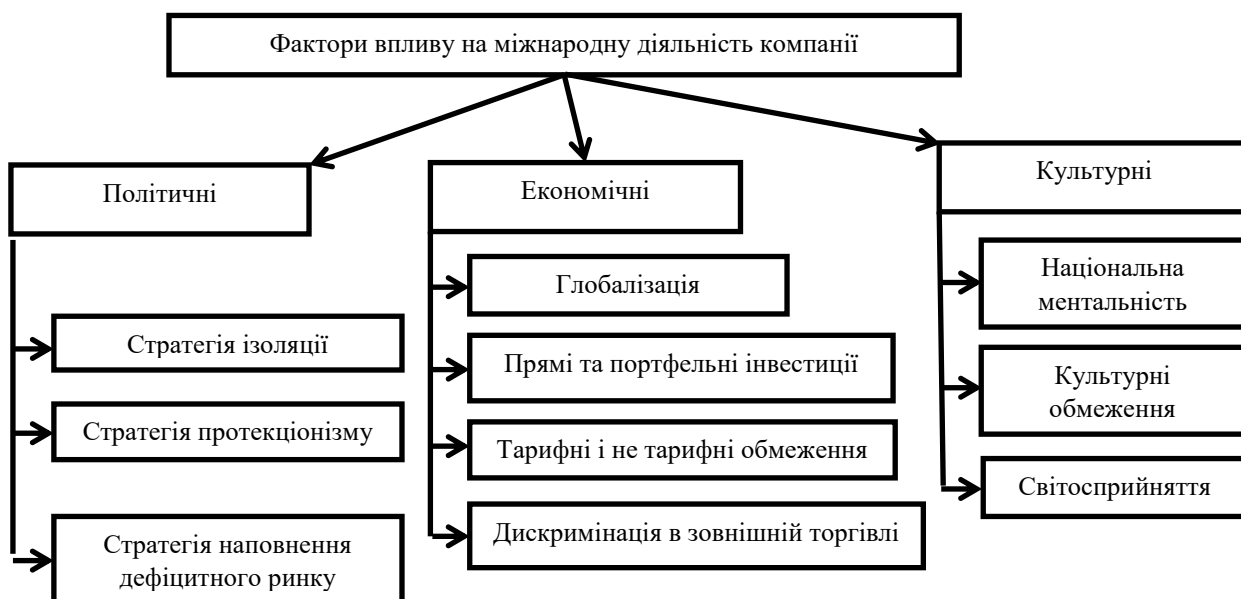 Фактори впливу на міжнародну діяльність компанії
Політичні
Стратегія ізоляції
Стратегія протекціонізму
Стратегія наповнення
дефіцитного ринку
Економічні
Глобалізація
Прямі та портфельні інвестиції
Тарифні і не тарифні обмеження
Дискримінація в зовнішній торгівлі
Культурні
Національна
ментальність
Культурні
обмеження
Світосприйняття